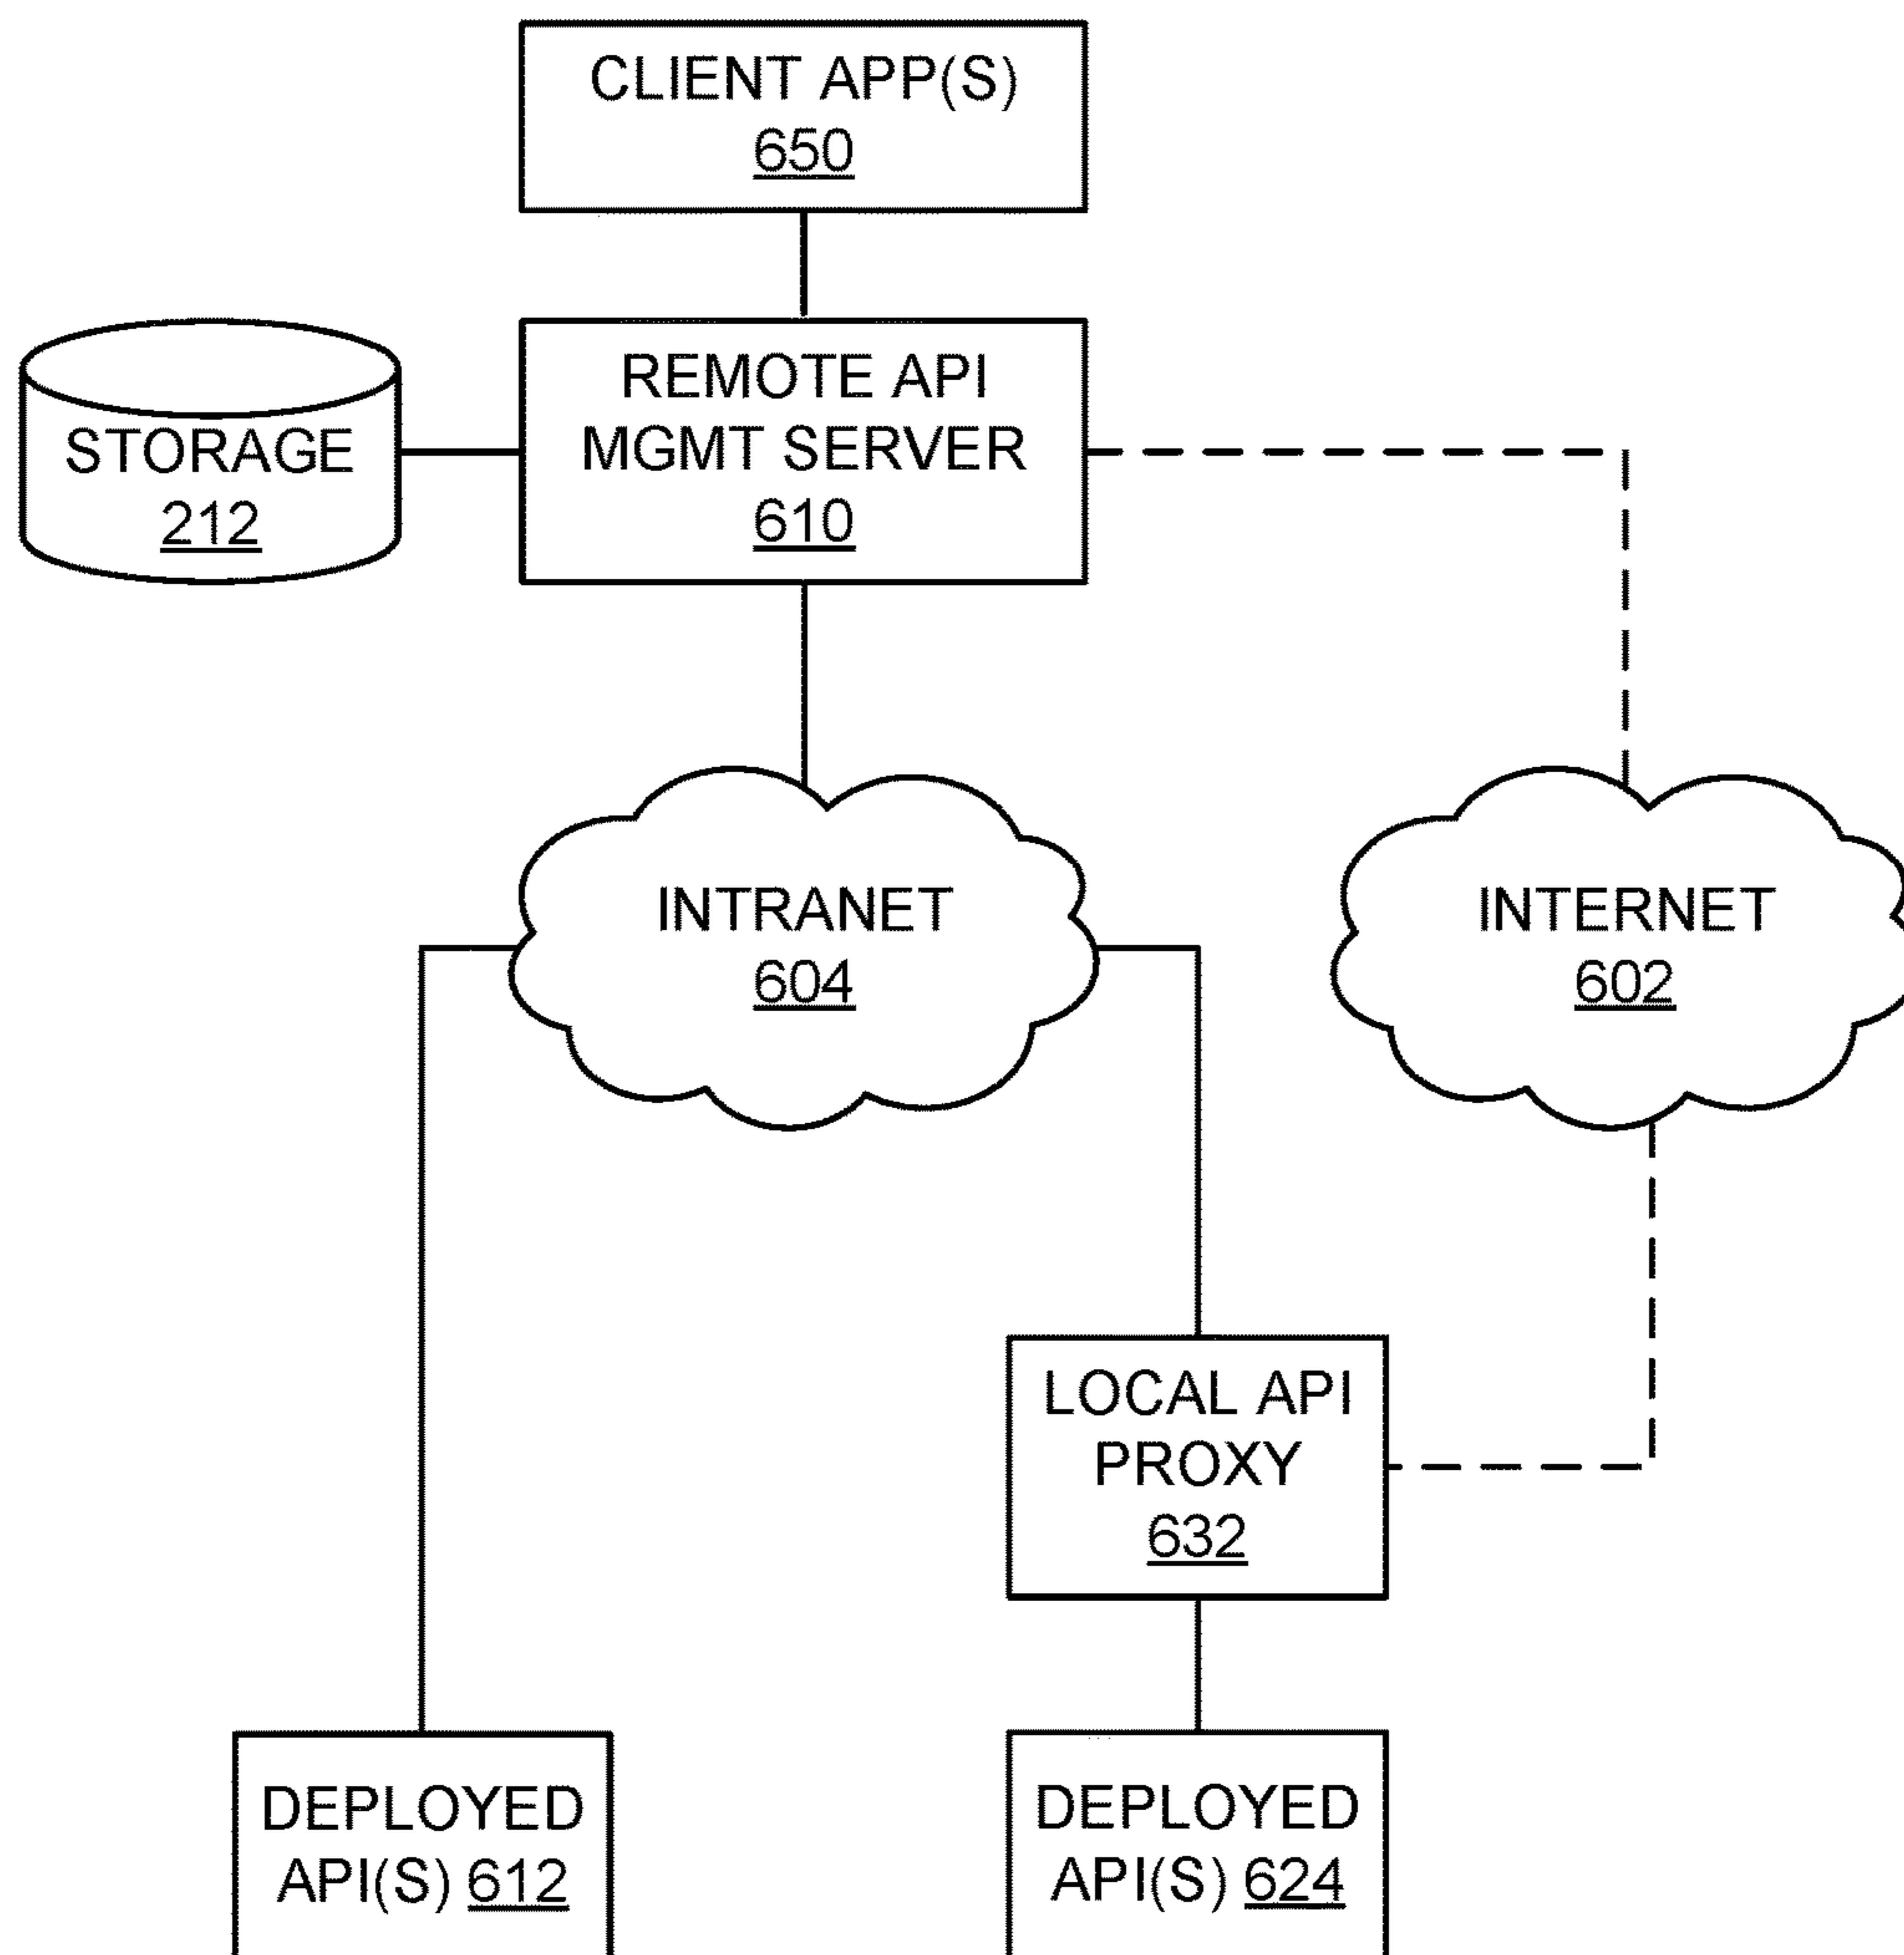 CLIENT APP(S)
650
REMOTE API
MGMT SERVER
610
STORAGE
212
INTRANET
604
INTERNET
602
LOCAL API
PROXY
632
DEPLOYED
API(S) 612
DEPLOYED
API(S) 624